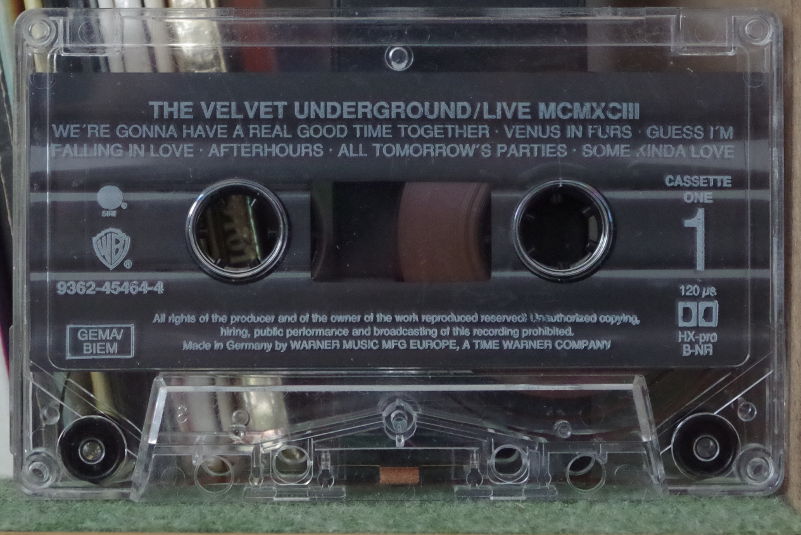 THE VELVET UNDERGROUND/LIVE MCMXCIII
WE'RE GONNA HAVE A REAL GOOD TIME TOGETHER · VENUS IN FURS · GUESS I'M
FALLING IN LOVE · AFTERHOURS · ALL TOMORROW'S PARTIES · SOME KINDA LOVE
CASSETTE
ONE
1
SIRE
WB
9362-45464-4
120 µs
HX-pro
B-NR
GEMA/
BIEM
All rights of the producer and of the owner of the work reproduced reserved! Unauthorized copying,
hiring, public performance and broadcasting of this recording prohibited.
Made in Germany by WARNER MUSIC MFG EUROPE, A TIME WARNER COMPANY